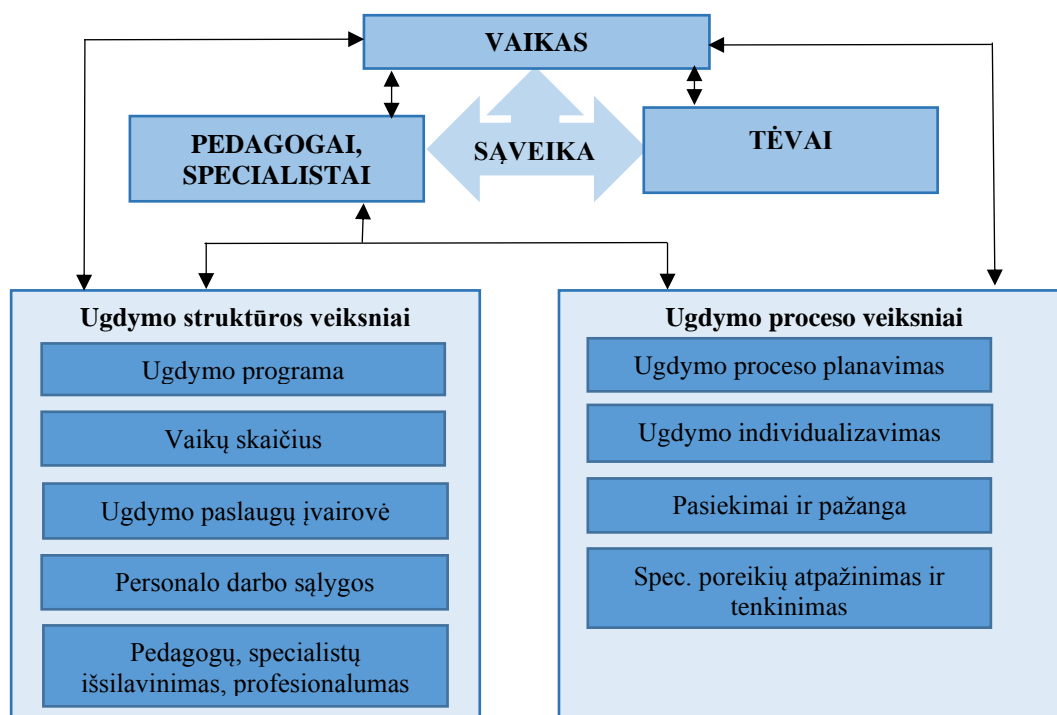 VAIKAS
PEDAGOGAI,
SPECIALISTAI
SĄVEIKA
TĖVAI
Ugdymo struktūros veiksniai
Ugdymo programa
Vaikų skaičius
Ugdymo paslaugų įvairovė
Personalo darbo sąlygos
Pedagogų, specialistų
išsilavinimas, profesionalumas
Ugdymo proceso veiksniai
Ugdymo proceso planavimas
Ugdymo individualizavimas
Pasiekimai ir pažanga
Spec. poreikių atpažinimas ir
tenkinimas